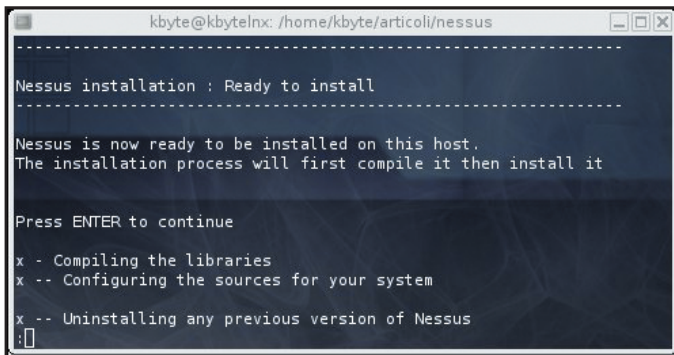 kbyte@kbytelnx: /home/kbyte/articoli/nessus
---------------------------------------------------------------
Nessus installation : Ready to install
---------------------------------------------------------------
Nessus is now ready to be installed on this host.
The installation process will first compile it then install it
Press ENTER to continue
x - Compiling the libraries
x -- Configuring the sources for your system
x -- Uninstalling any previous version of Nessus
: